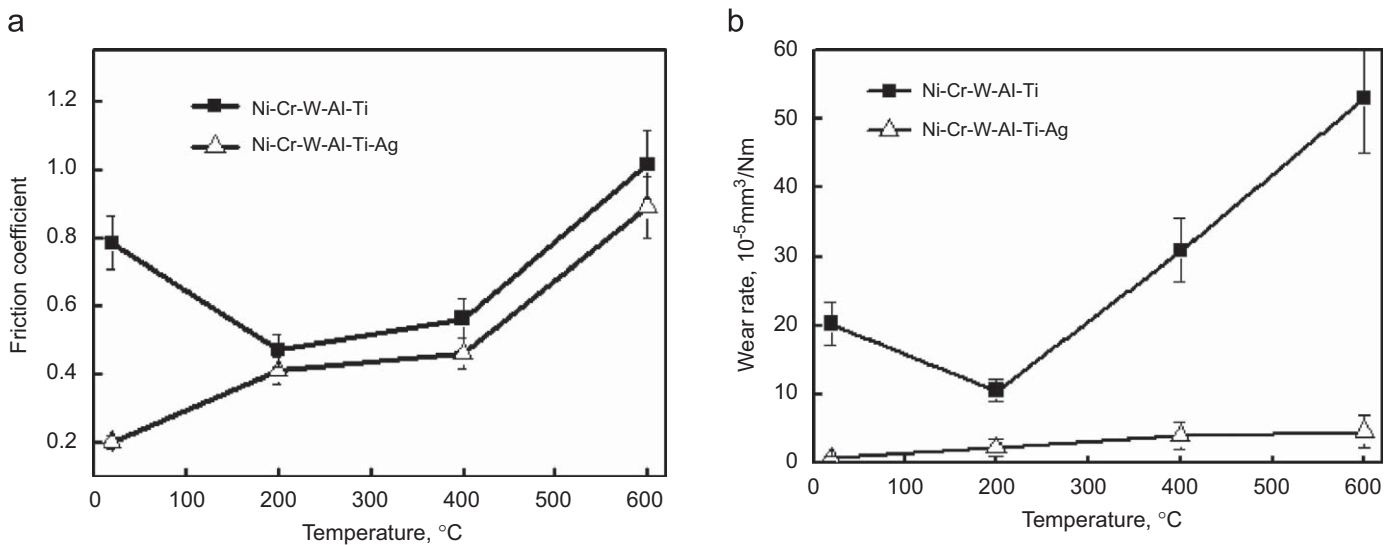 a
Friction coefficient
1.2
1.0
0.8
0.6
0.4
0.2
Ni-Cr-W-Al-Ti
Ni-Cr-W-Al-Ti-Ag
0 100 200 300 400 500 600
Temperature, °C
b
Wear rate, 10⁻⁵mm³/Nm
60
50
40
30
20
10
0
Ni-Cr-W-Al-Ti
Ni-Cr-W-Al-Ti-Ag
0 100 200 300 400 500 600
Temperature, °C